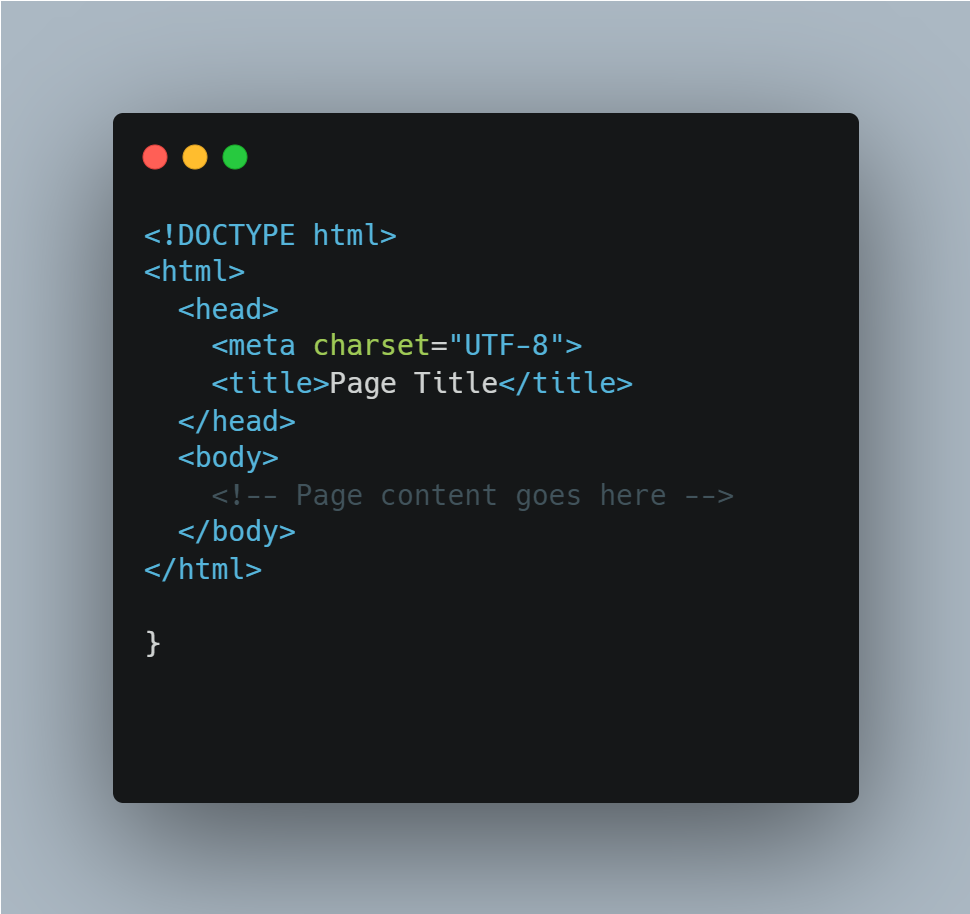 <!DOCTYPE html>
<html>
  <head>
    <meta charset="UTF-8">
    <title>Page Title</title>
  </head>
  <body>
    <!-- Page content goes here -->
  </body>
</html>

}